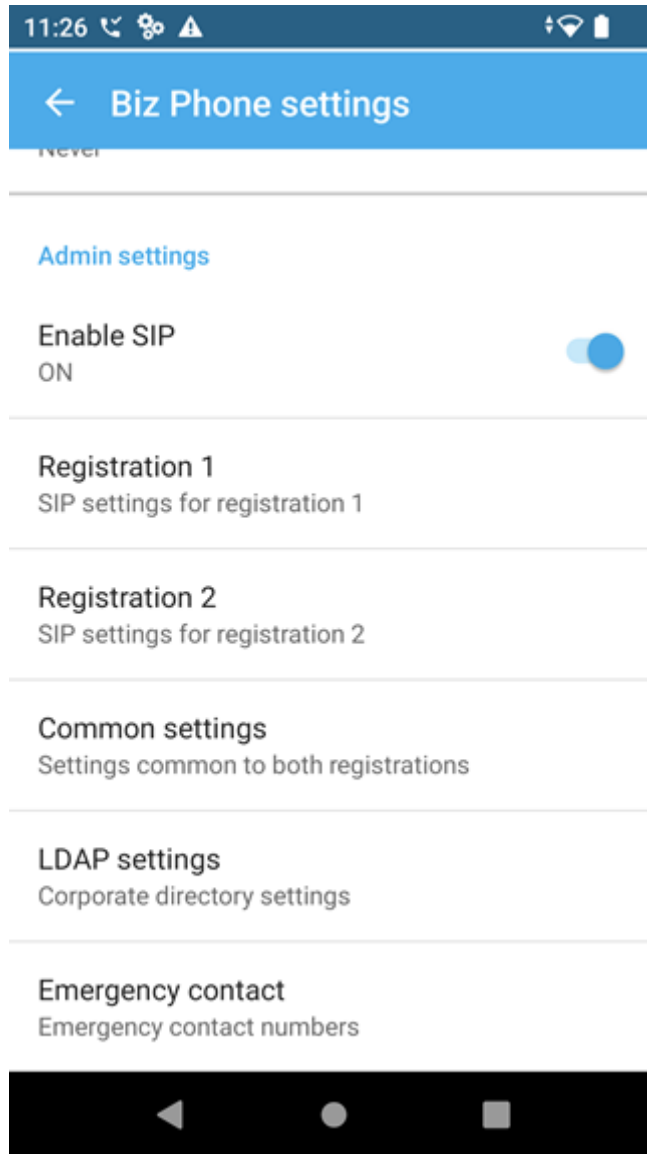 11:26
Biz Phone settings
Never
Admin settings
Enable SIP
ON
Registration 1
SIP settings for registration 1
Registration 2
SIP settings for registration 2
Common settings
Settings common to both registrations
LDAP settings
Corporate directory settings
Emergency contact
Emergency contact numbers